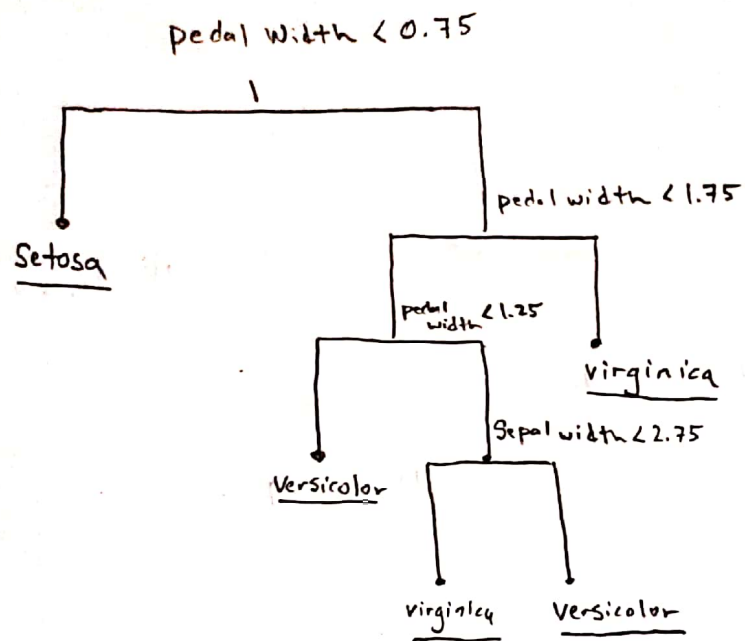 pedal width < 0.75
pedal width < 1.75
Setosa
pedal
width < 1.25
virginica
Sepal width < 2.75
Versicolor
virginica
Versicolor